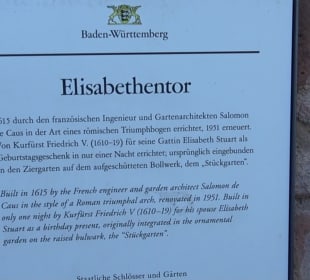 Baden-Württemberg
Elisabethentor
1615 durch den französischen Ingenieur und Gartenarchitekten Salomon
de Caus in der Art eines römischen Triumphbogen errichtet, 1951 erneuert.
Von Kurfürst Friedrich V. (1610–19) für seine Gattin Elisabeth Stuart als
Geburtstagsgeschenk in nur einer Nacht errichtet; ursprünglich eingebunden
in den Ziergarten auf dem aufgeschütteten Bollwerk, dem „Stückgarten".
Built in 1615 by the French engineer and garden architect Salomon de
Caus in the style of a Roman triumphal arch, renovated in 1951. Built in
only one night by Kurfürst Friedrich V (1610–19) for his spouse Elisabeth
Stuart as a birthday present, originally integrated in the ornamental
garden on the raised bulwark, the "Stückgarten".
Staatliche Schlösser und Gärten